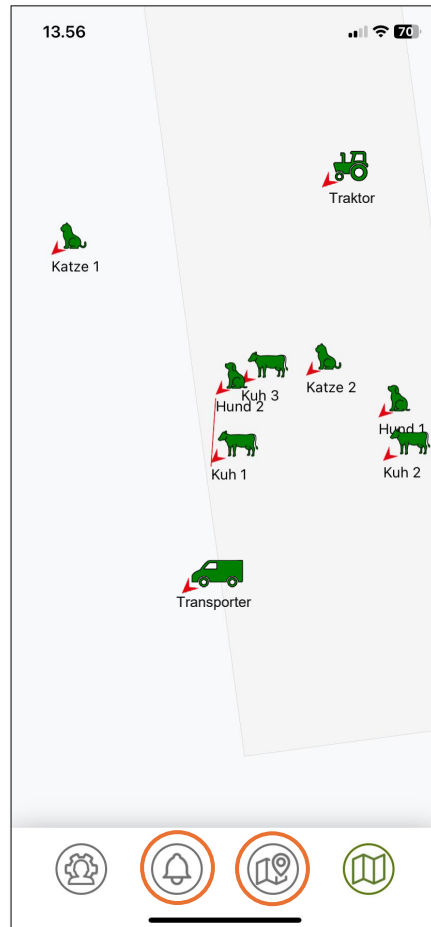 13.56
70
Traktor
Katze 1
Katze 2
Kuh 3
Hund 2
Hund 1
Kuh 1
Kuh 2
Transporter